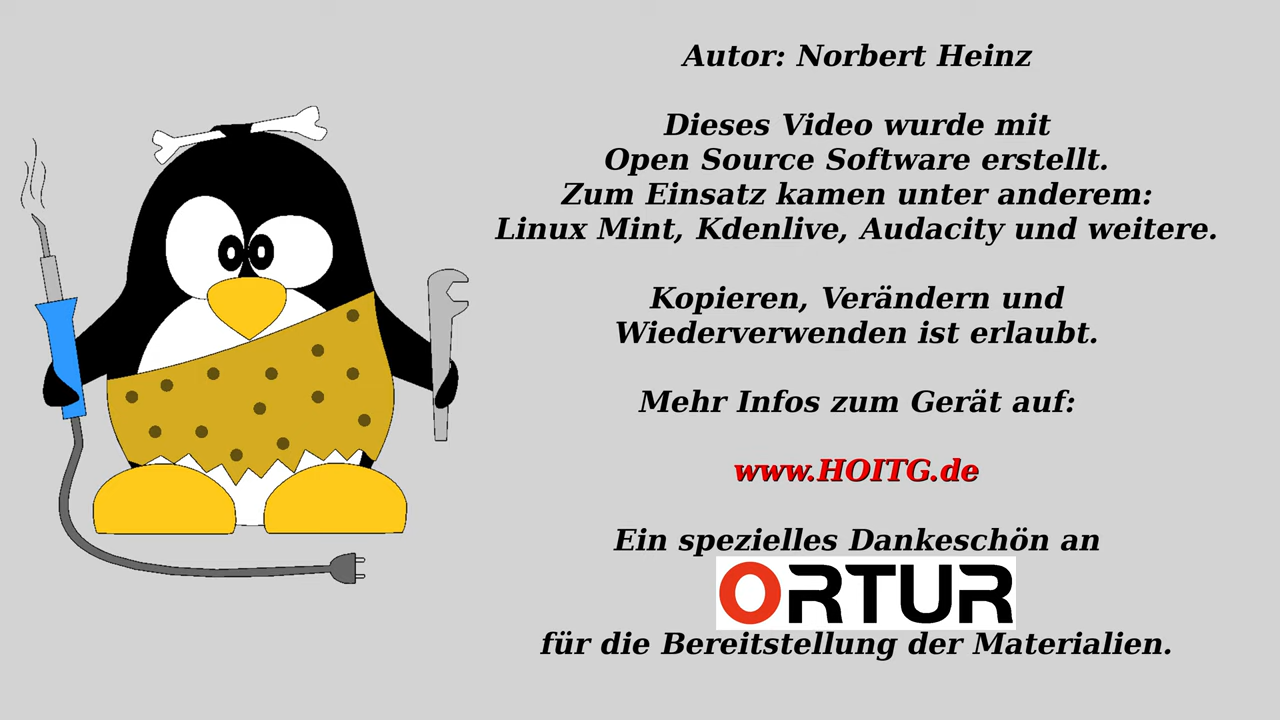 Autor: Norbert Heinz
Dieses Video wurde mit
Open Source Software erstellt.
Zum Einsatz kamen unter anderem:
Linux Mint, Kdenlive, Audacity und weitere.
Kopieren, Verändern und
Wiederverwenden ist erlaubt.
Mehr Infos zum Gerät auf:
www.HOITG.de
Ein spezielles Dankeschön an
ORTUR
für die Bereitstellung der Materialien.